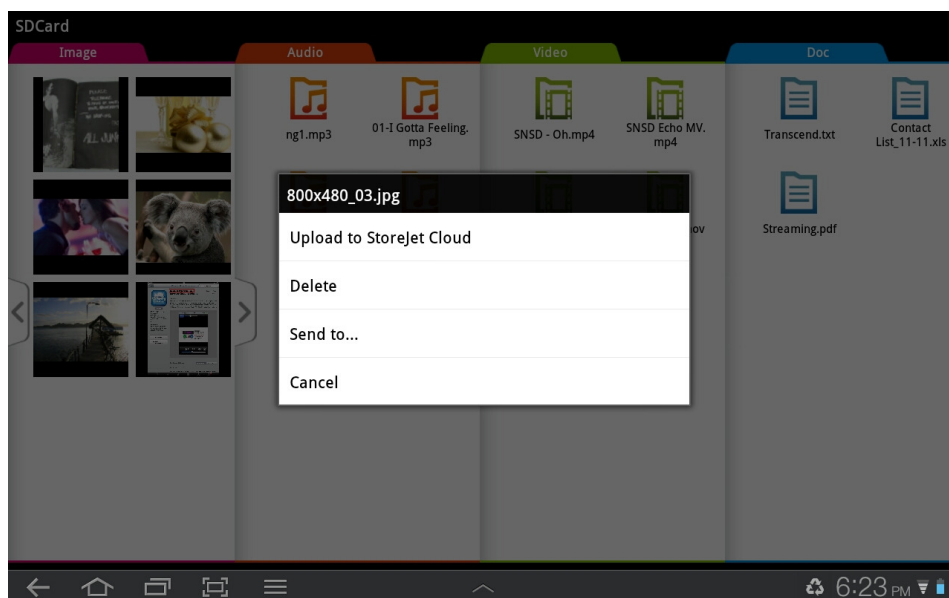 SDCard
Image
Audio
Video
Doc
ng1.mp3
01-I Gotta Feeling.
mp3
SNSD - Oh.mp4
SNSD Echo MV.
mp4
Transcend.txt
Contact
List_11-11.xls
800x480_03.jpg
ov
Streaming.pdf
Upload to StoreJet Cloud
Delete
Send to...
Cancel
6:23 PM